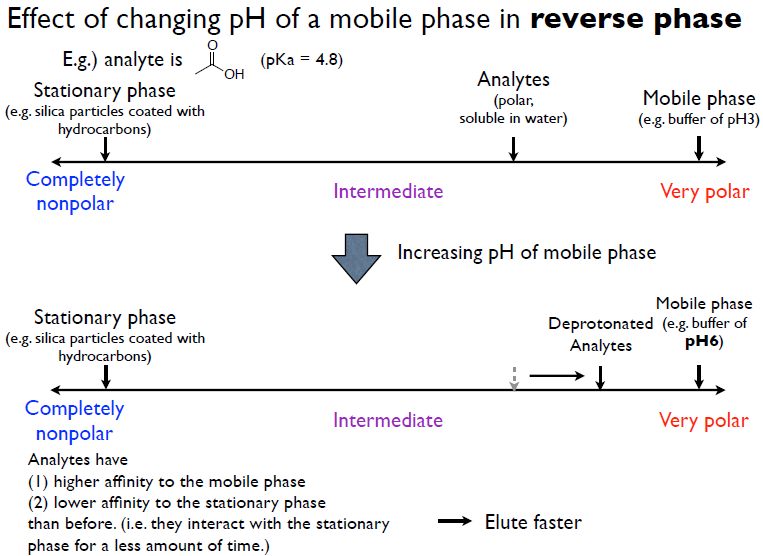 Effect of changing pH of a mobile phase in reverse phase
E.g.) analyte is
O
OH
(pKa = 4.8)
Stationary phase
(e.g. silica particles coated with
hydrocarbons)
Analytes
(polar,
soluble in water)
Mobile phase
(e.g. buffer of pH3)
Completely
nonpolar
Intermediate
Very polar
Increasing pH of mobile phase
Stationary phase
(e.g. silica particles coated with
hydrocarbons)
Deprotonated
Analytes
Mobile phase
(e.g. buffer of
pH6)
Completely
nonpolar
Intermediate
Very polar
Analytes have
(1) higher affinity to the mobile phase
(2) lower affinity to the stationary phase
than before. (i.e. they interact with the stationary
phase for a less amount of time.)
Elute faster